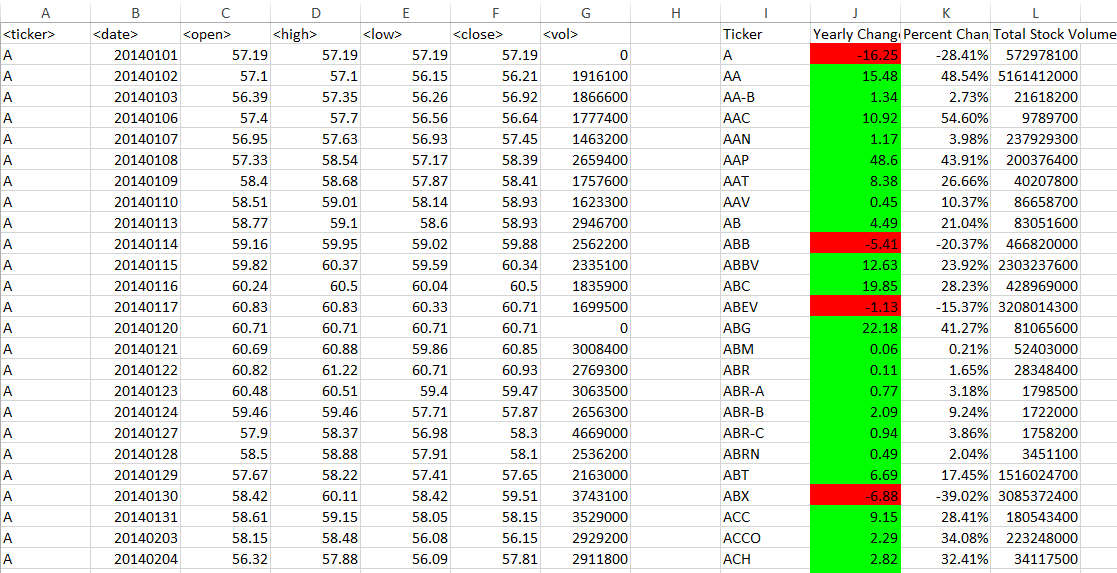 A B C D E F G H I J K L
<ticker> <date> <open> <high> <low> <close> <vol> Ticker Yearly Change Percent Chan Total Stock Volume
A 20140101 57.19 57.19 57.19 57.19 0 A -16.25 -28.41% 572978100
A 20140102 57.1 57.1 56.15 56.21 1916100 AA 15.48 48.54% 5161412000
A 20140103 56.39 57.35 56.26 56.92 1866600 AA-B 1.34 2.73% 21618200
A 20140106 57.4 57.7 56.56 56.64 1777400 AAC 10.92 54.60% 9789700
A 20140107 56.95 57.63 56.93 57.45 1463200 AAN 1.17 3.98% 237929300
A 20140108 57.33 58.54 57.17 58.39 2659400 AAP 48.6 43.91% 200376400
A 20140109 58.4 58.68 57.87 58.41 1757600 AAT 8.38 26.66% 40207800
A 20140110 58.51 59.01 58.14 58.93 1623300 AAV 0.45 10.37% 86658700
A 20140113 58.77 59.1 58.6 58.93 2946700 AB 4.49 21.04% 83051600
A 20140114 59.16 59.95 59.02 59.88 2562200 ABB -5.41 -20.37% 466820000
A 20140115 59.82 60.37 59.59 60.34 2335100 ABBV 12.63 23.92% 2303237600
A 20140116 60.24 60.5 60.04 60.5 1835900 ABC 19.85 28.23% 428969000
A 20140117 60.83 60.83 60.33 60.71 1699500 ABEV -1.13 -15.37% 3208014300
A 20140120 60.71 60.71 60.71 60.71 0 ABG 22.18 41.27% 81065600
A 20140121 60.69 60.88 59.86 60.85 3008400 ABM 0.06 0.21% 52403000
A 20140122 60.82 61.22 60.71 60.93 2769300 ABR 0.11 1.65% 28348400
A 20140123 60.48 60.51 59.4 59.47 3063500 ABR-A 0.77 3.18% 1798500
A 20140124 59.46 59.46 57.71 57.87 2656300 ABR-B 2.09 9.24% 1722000
A 20140127 57.9 58.37 56.98 58.3 4669000 ABR-C 0.94 3.86% 1758200
A 20140128 58.5 58.88 57.91 58.1 2536200 ABRN 0.49 2.04% 3451100
A 20140129 57.67 58.22 57.41 57.65 2163000 ABT 6.69 17.45% 1516024700
A 20140130 58.42 60.11 58.42 59.51 3743100 ABX -6.88 -39.02% 3085372400
A 20140131 58.61 59.15 58.05 58.15 3529000 ACC 9.15 28.41% 180543400
A 20140203 58.15 58.48 56.08 56.15 2929200 ACCO 2.29 34.08% 223248000
A 20140204 56.32 57.88 56.09 57.81 2911800 ACH 2.82 32.41% 34117500